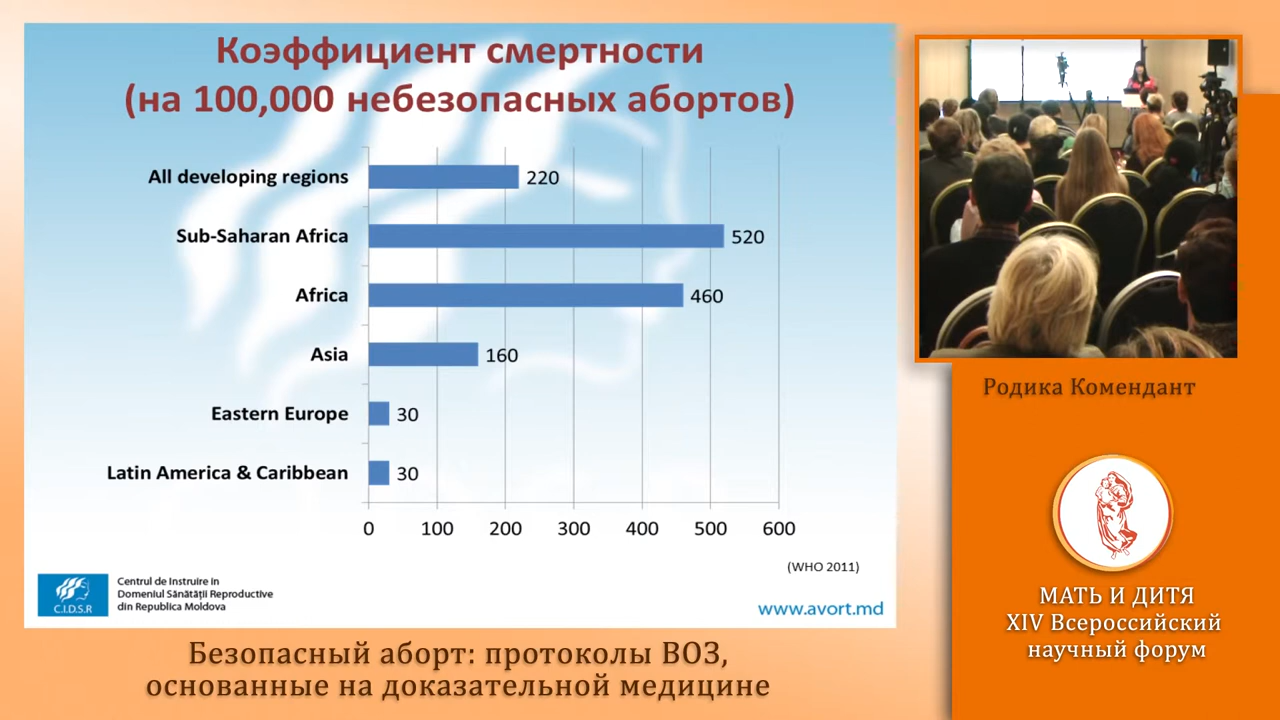 Коэффициент смертности
(на 100,000 небезопасных абортов)
All developing regions 220
Sub-Saharan Africa 520
Africa 460
Asia 160
Eastern Europe 30
Latin America & Caribbean 30
0 100 200 300 400 500 600
(WHO 2011)
C.I.D.S.R
Centrul de Instruire in
Domeniul Sănătății Reproductive
din Republica Moldova
www.avort.md
Безопасный аборт: протоколы ВОЗ,
основанные на доказательной медицине
Родика Комендант
МАТЬ И ДИТЯ
XIV Всероссийский
научный форум